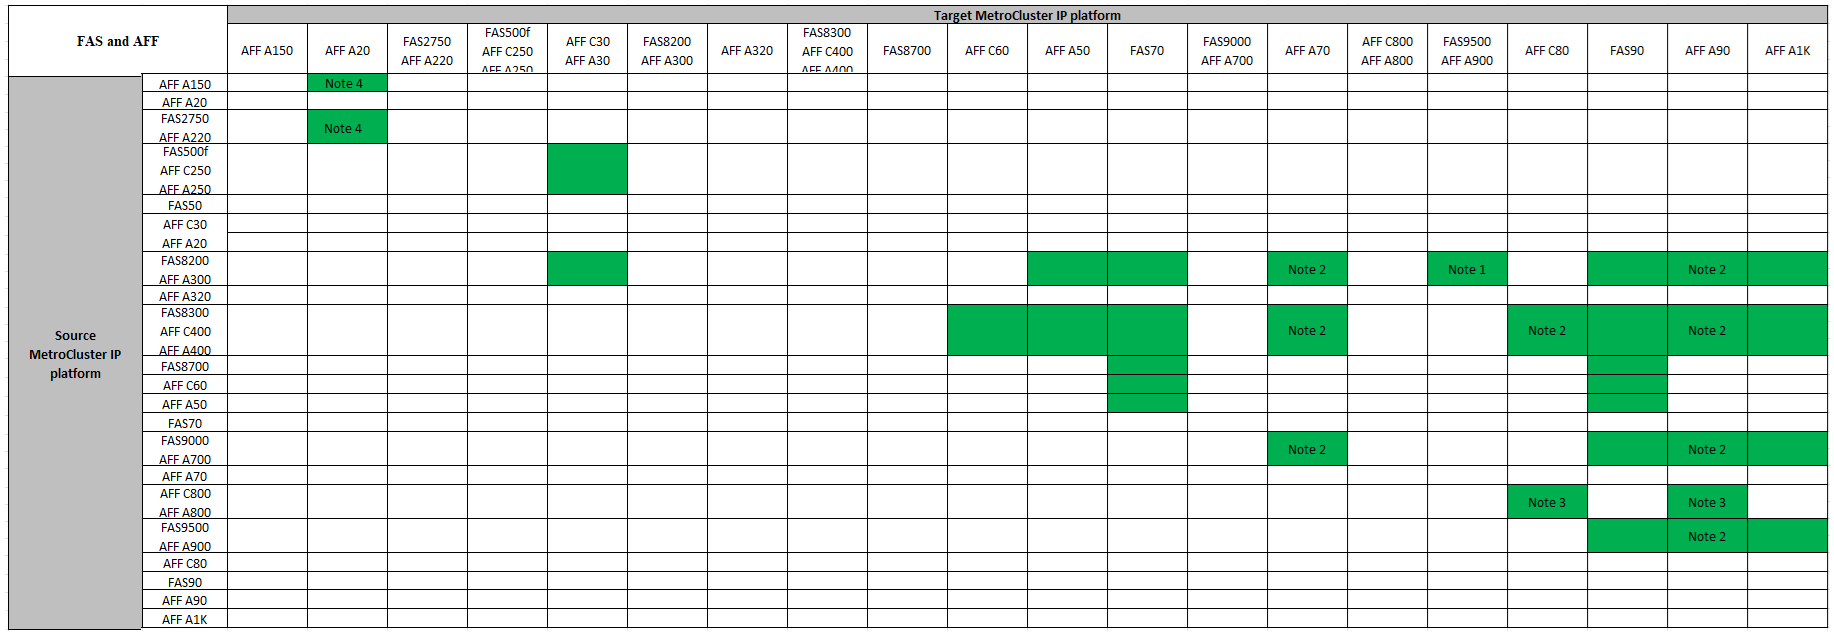 Target MetroCluster IP platform
FAS and AFF
AFF A150
AFF A20
FAS2750
AFF A220
FAS500f
AFF C250
AFF A250
AFF C30
AFF A30
FAS8200
AFF A300
AFF A320
FAS8300
AFF C400
AFF A400
FAS8700
AFF C60
AFF A50
FAS70
FAS9000
AFF A700
AFF A70
AFF C800
AFF A800
FAS9500
AFF A900
AFF C80
FAS90
AFF A90
AFF A1K
Source
MetroCluster IP
platform
AFF A150
Note 4
AFF A20
FAS2750
AFF A220
Note 4
FAS500f
AFF C250
AFF A250
FAS50
AFF C30
AFF A20
FAS8200
AFF A300
Note 2
Note 1
Note 2
AFF A320
FAS8300
AFF C400
AFF A400
Note 2
Note 2
Note 2
FAS8700
AFF C60
AFF A50
FAS70
FAS9000
AFF A700
Note 2
Note 2
AFF A70
AFF C800
AFF A800
Note 3
Note 3
FAS9500
AFF A900
Note 2
AFF C80
FAS90
AFF A90
AFF A1K